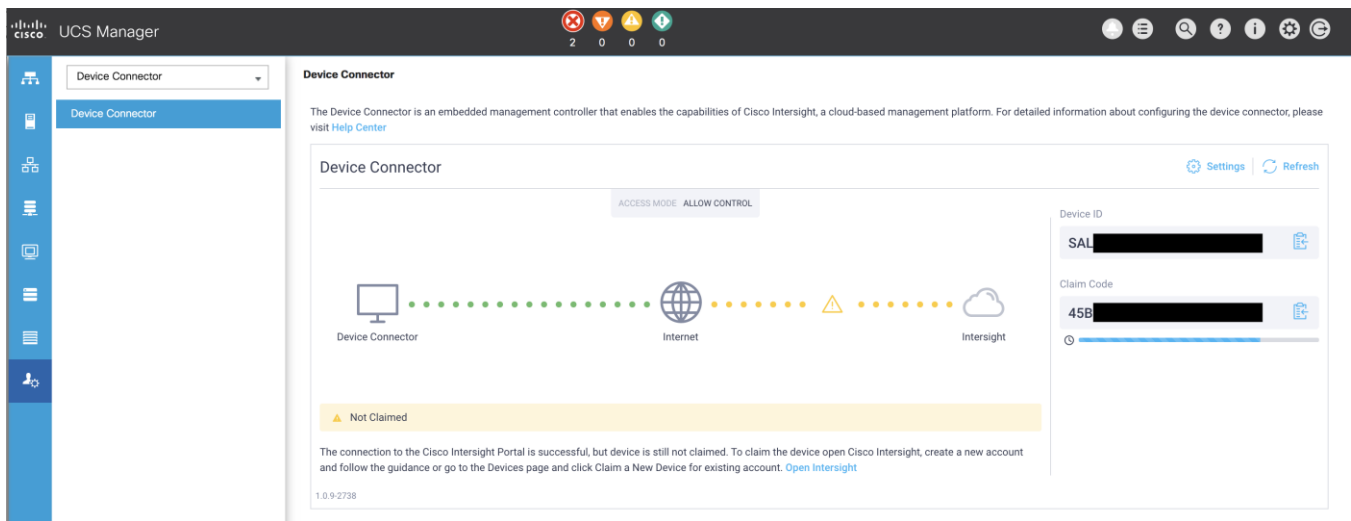 CISCO
UCS Manager
2 0 0 0
Device Connector
Device Connector
Device Connector
The Device Connector is an embedded management controller that enables the capabilities of Cisco Intersight, a cloud-based management platform. For detailed information about configuring the device connector, please
visit Help Center
Device Connector
Settings
Refresh
ACCESS MODE ALLOW CONTROL
Device ID
SAL
Claim Code
45B
Device Connector
Internet
Intersight
Not Claimed
The connection to the Cisco Intersight Portal is successful, but device is still not claimed. To claim the device open Cisco Intersight, create a new account
and follow the guidance or go to the Devices page and click Claim a New Device for existing account. Open Intersight
1.0.9-2738